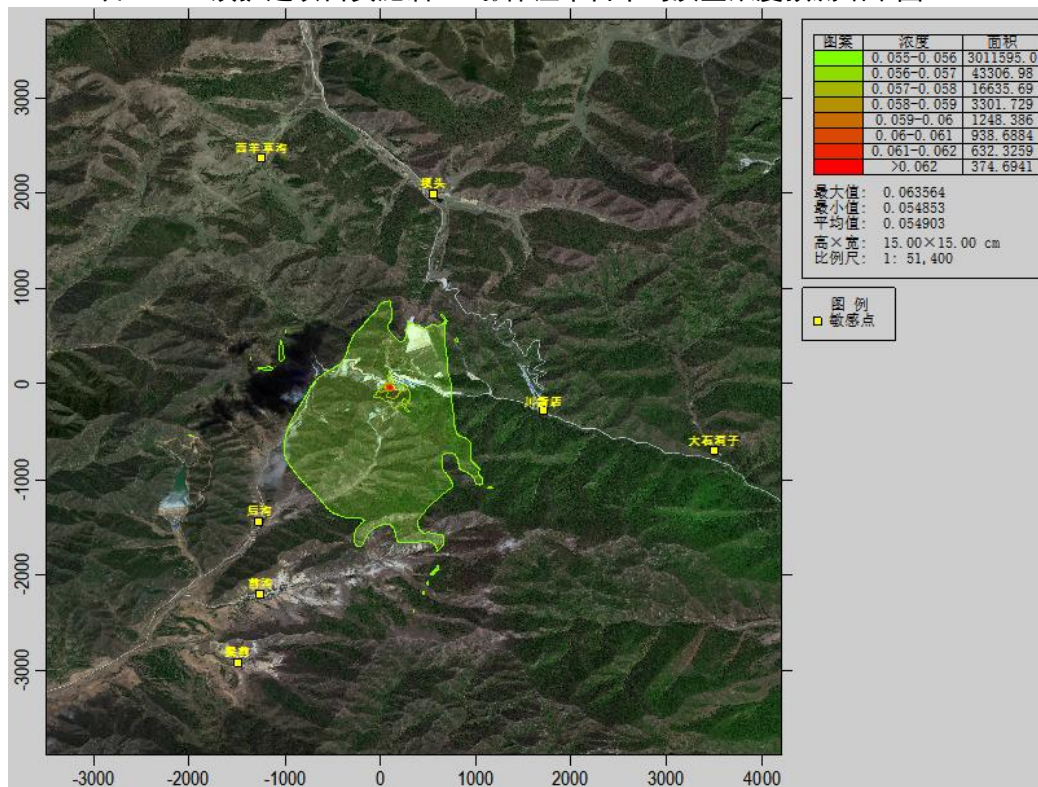 图案 浓度 面积
0.055-0.056 3011595.0
0.056-0.057 43306.98
0.057-0.058 16635.69
0.058-0.059 3301.729
0.059-0.06 1248.386
0.06-0.061 938.6884
0.061-0.062 632.3259
>0.062 374.6941
最大值: 0.063564
最小值: 0.054853
平均值: 0.054903
高×宽: 15.00×15.00 cm
比例尺: 1: 51,400
图 例
敏感点
西羊草沟
坝头
大石洞子
后沟
前沟
3000
2000
1000
0
-1000
-2000
-3000
-3000 -2000 -1000 0 1000 2000 3000 4000